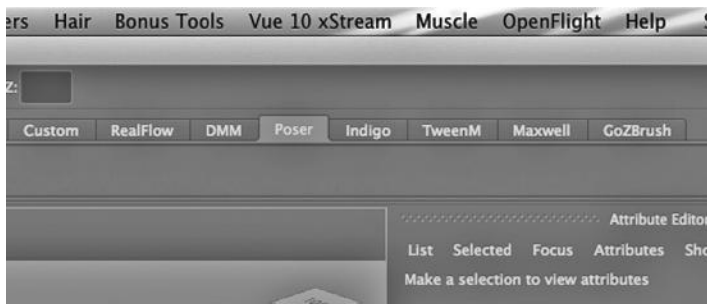 ers Hair Bonus Tools Vue 10 xStream Muscle OpenFlight Help
Z:
Custom RealFlow DMM Poser Indigo TweenM Maxwell GoZBrush
Attribute Editor
List Selected Focus Attributes Sho
Make a selection to view attributes